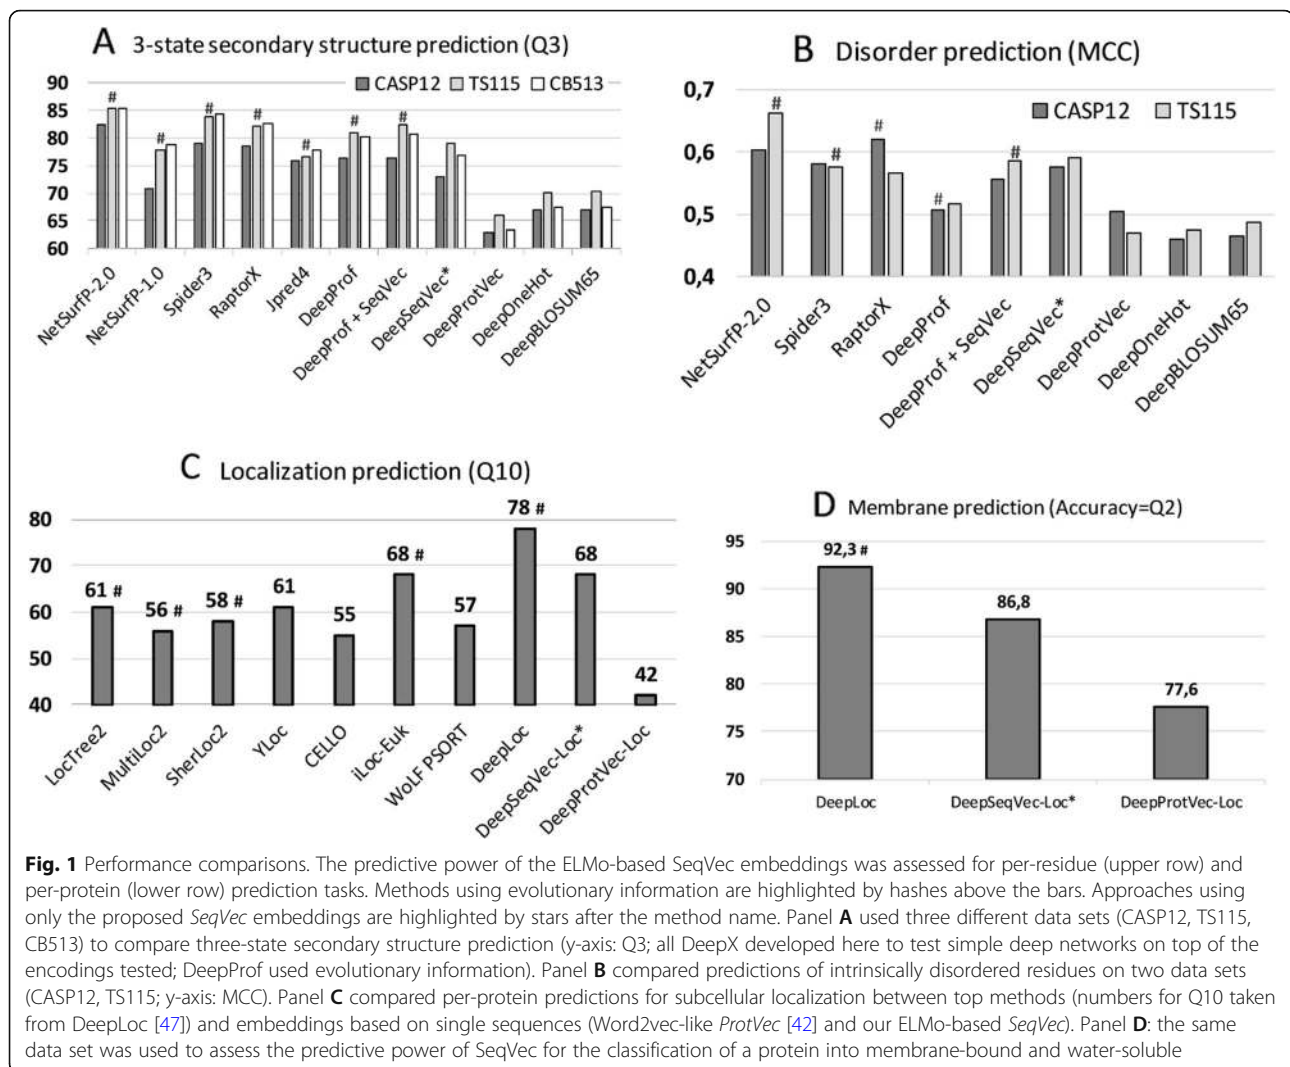 A 3-state secondary structure prediction (Q3)
CASP12 TS115 CB513
90
85
80
75
70
65
60
# # # # # # #
NetSurfP-2.0
NetSurfP-1.0
Spider3
RaptorX
Jpred4
DeepProf
DeepProf + SeqVec
DeepSeqVec*
DeepProtVec
DeepOneHot
DeepBLOSUM65
B Disorder prediction (MCC)
CASP12 TS115
0,7
0,6
0,5
0,4
# # # # #
NetSurfP-2.0
Spider3
RaptorX
DeepProf
DeepProf + SeqVec
DeepSeqVec*
DeepProtVec
DeepOneHot
DeepBLOSUM65
C Localization prediction (Q10)
80
70
60
50
40
61 #
56 #
58 #
61
55
68 #
57
78 #
68
42
LocTree2
MultiLoc2
SherLoc2
YLoc
CELLO
iLoc-Euk
WoLF PSORT
DeepLoc
DeepSeqVec-Loc*
DeepProtVec-Loc
D Membrane prediction (Accuracy=Q2)
95
90
85
80
75
70
92,3 #
86,8
77,6
DeepLoc
DeepSeqVec-Loc*
DeepProtVec-Loc
Fig. 1 Performance comparisons. The predictive power of the ELMo-based SeqVec embeddings was assessed for per-residue (upper row) and
per-protein (lower row) prediction tasks. Methods using evolutionary information are highlighted by hashes above the bars. Approaches using
only the proposed SeqVec embeddings are highlighted by stars after the method name. Panel A used three different data sets (CASP12, TS115,
CB513) to compare three-state secondary structure prediction (y-axis: Q3; all DeepX developed here to test simple deep networks on top of the
encodings tested; DeepProf used evolutionary information). Panel B compared predictions of intrinsically disordered residues on two data sets
(CASP12, TS115; y-axis: MCC). Panel C compared per-protein predictions for subcellular localization between top methods (numbers for Q10 taken
from DeepLoc [47]) and embeddings based on single sequences (Word2vec-like ProtVec [42] and our ELMo-based SeqVec). Panel D: the same
data set was used to assess the predictive power of SeqVec for the classification of a protein into membrane-bound and water-soluble